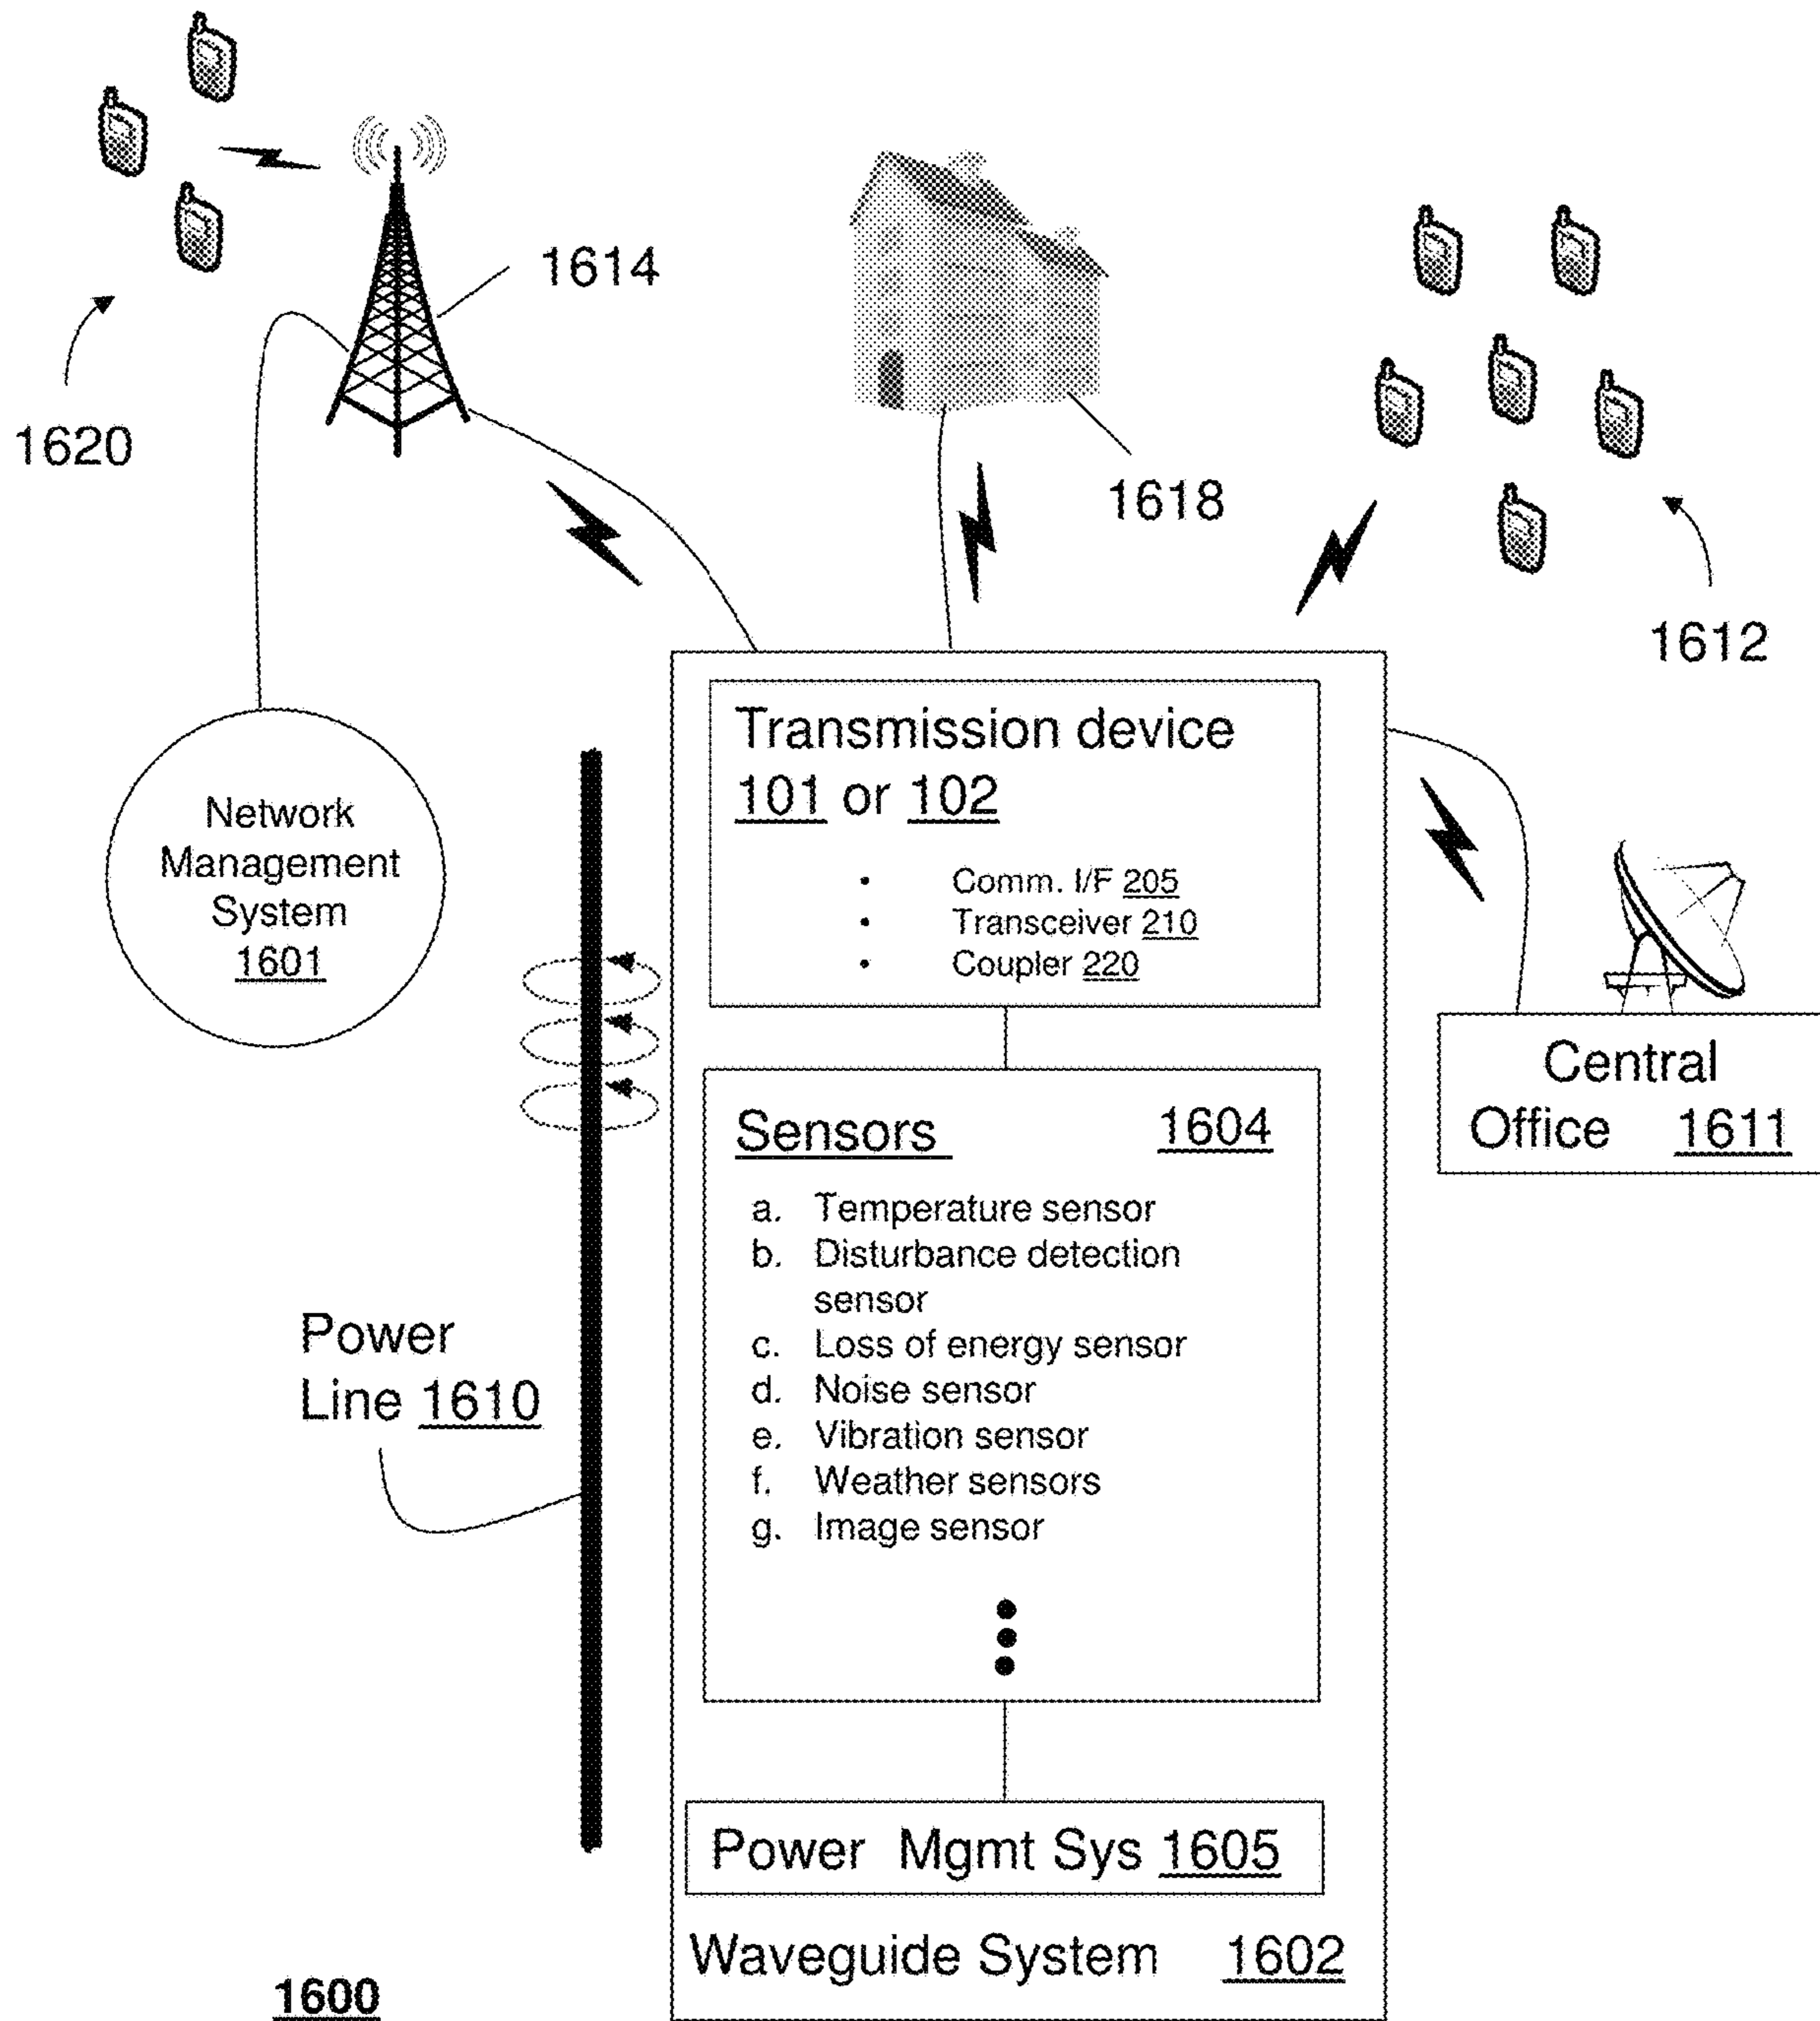 1614
1620
1618
1612
Network
Management
System
1601
Transmission device
101 or 102
• Comm. I/F 205
• Transceiver 210
• Coupler 220
Central
Office 1611
Sensors 1604
a. Temperature sensor
b. Disturbance detection
sensor
c. Loss of energy sensor
d. Noise sensor
e. Vibration sensor
f. Weather sensors
g. Image sensor
Power
Line 1610
Power Mgmt Sys 1605
Waveguide System 1602
1600